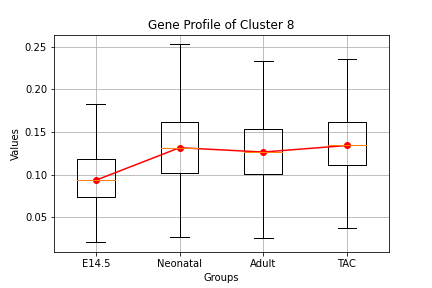 Gene Profile of Cluster 8
0.25
0.20
0.15
0.10
0.05
Values
E14.5 Neonatal Adult TAC
Groups